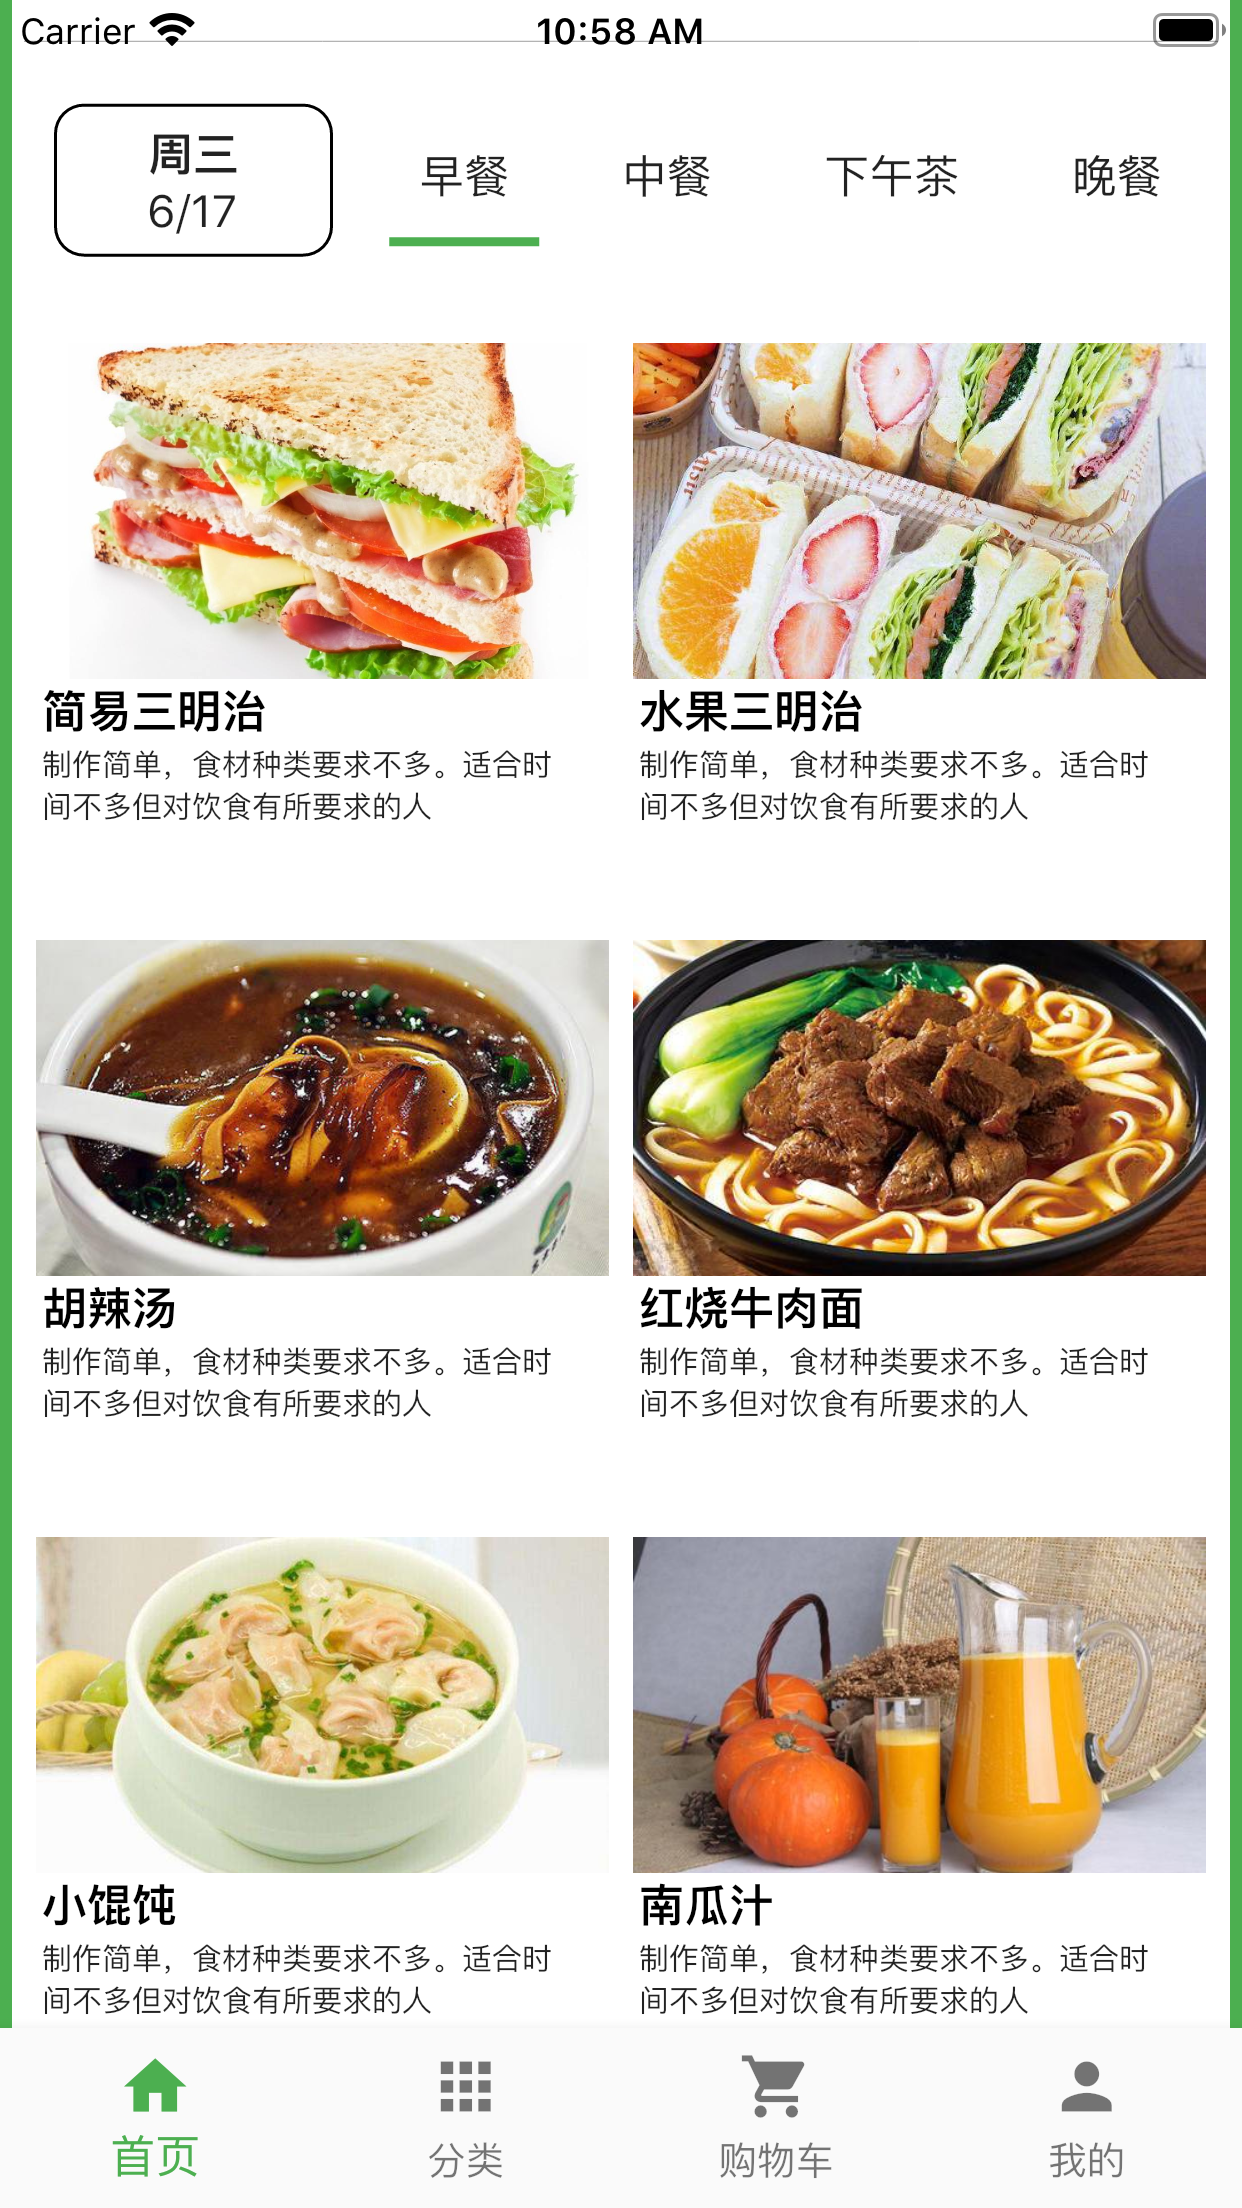 Carrier 10:58 AM
周三
6/17
早餐 中餐 下午茶 晚餐
简易三明治
制作简单，食材种类要求不多。适合时
间不多但对饮食有所要求的人
水果三明治
制作简单，食材种类要求不多。适合时
间不多但对饮食有所要求的人
胡辣汤
制作简单，食材种类要求不多。适合时
间不多但对饮食有所要求的人
红烧牛肉面
制作简单，食材种类要求不多。适合时
间不多但对饮食有所要求的人
小馄饨
制作简单，食材种类要求不多。适合时
间不多但对饮食有所要求的人
南瓜汁
制作简单，食材种类要求不多。适合时
间不多但对饮食有所要求的人
首页 分类 购物车 我的